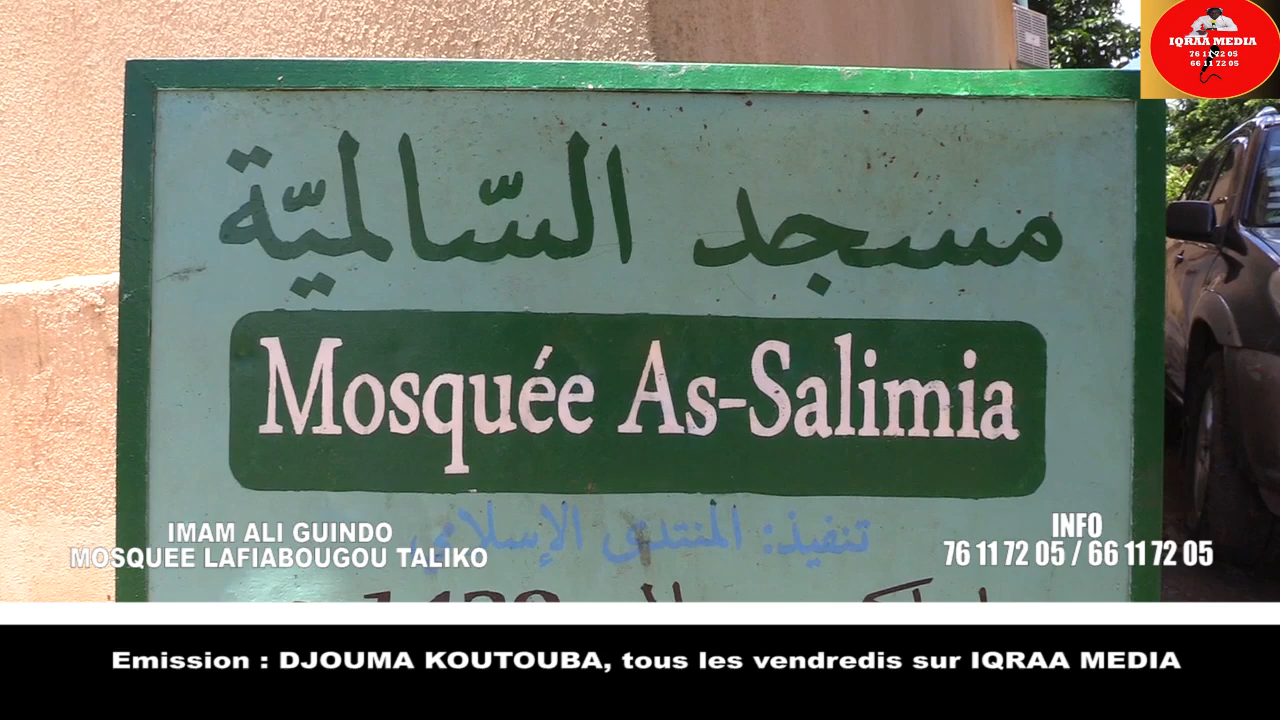 IQRAA MEDIA
76 11 72 05
66 11 72 05
مسجد السّالميّة
Mosquée As-Salimia
تنفيذ: المنتدى الإسلامي
IMAM ALI GUINDO
MOSQUEE LAFIABOUGOU TALIKO
INFO
76 11 72 05 / 66 11 72 05
Emission : DJOUMA KOUTOUBA, tous les vendredis sur IQRAA MEDIA